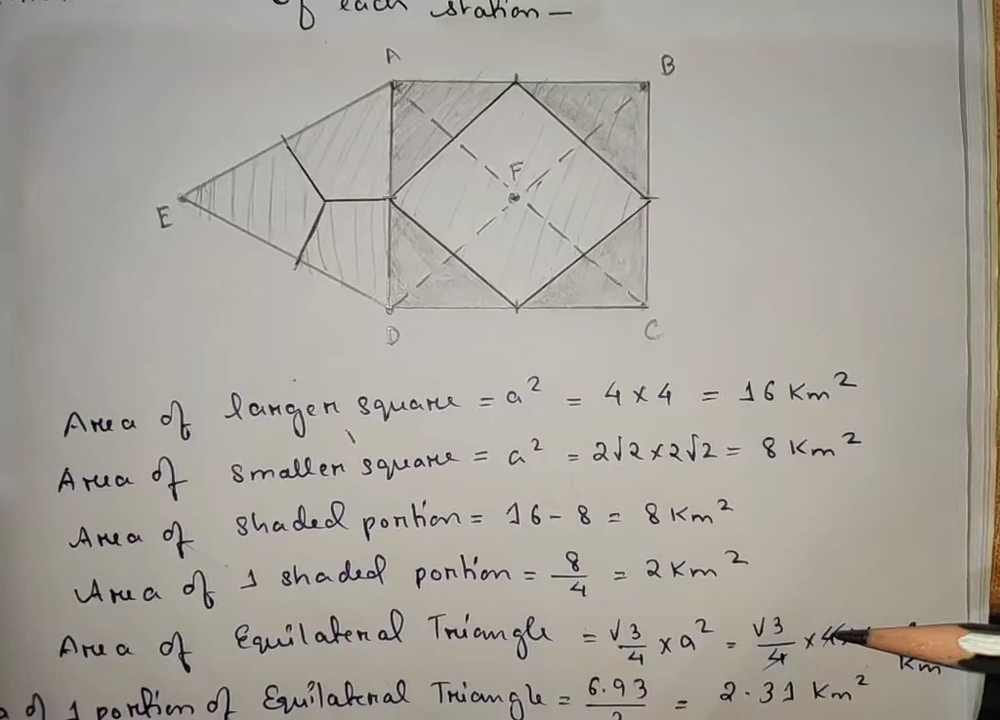 of each station —
A
B
F
E
D
C
Area of larger square = a² = 4 × 4 = 16 Km²
Area of smaller square = a² = 2√2 × 2√2 = 8 Km²
Area of shaded portion = 16 - 8 = 8 Km²
Area of 1 shaded portion = 8/4 = 2 Km²
Area of Equilateral Triangle = √3/4 × a² = √3/4 × Km
of 1 portion of Equilateral Triangle = 6.93 = 2.31 Km²